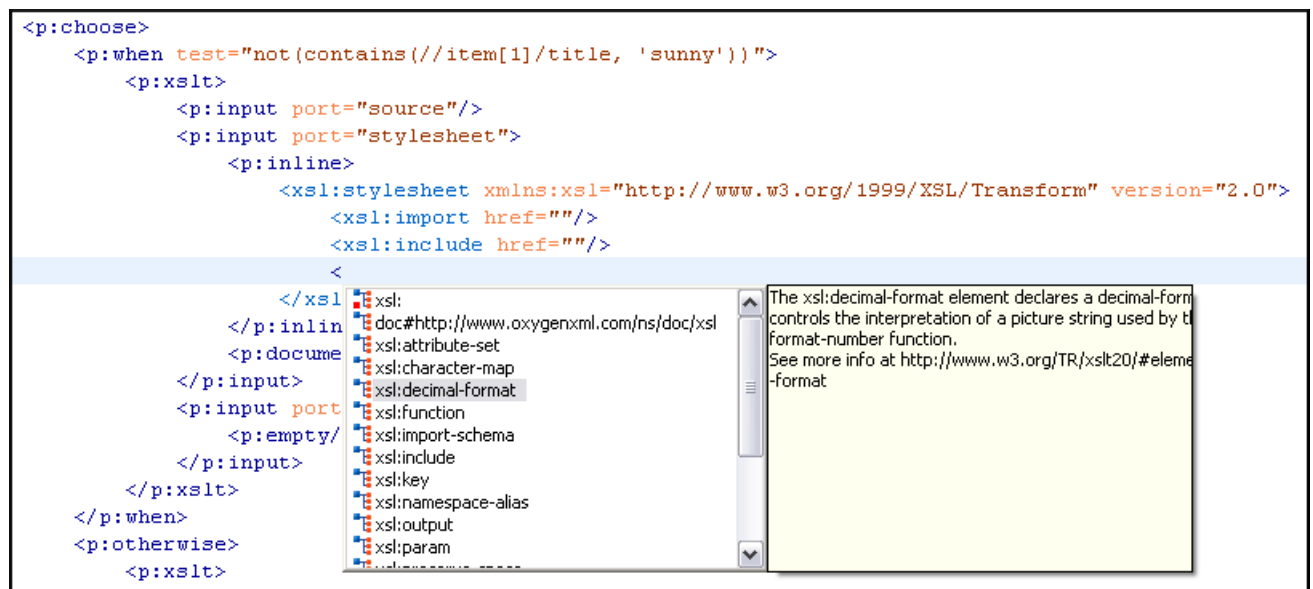 <p:choose>
<p:when test="not(contains(//item[1]/title, 'sunny'))">
<p:xslt>
<p:input port="source"/>
<p:input port="stylesheet">
<p:inline>
<xsl:stylesheet xmlns:xsl="http://www.w3.org/1999/XSL/Transform" version="2.0">
<xsl:import href=""/>
<xsl:include href=""/>
<
</xsl
</p:inlin
<p:docume
</p:input>
<p:input port
<p:empty/
</p:input>
</p:xslt>
</p:when>
<p:otherwise>
<p:xslt>
xsl:
doc#http://www.oxygenxml.com/ns/doc/xsl
xsl:attribute-set
xsl:character-map
xsl:decimal-format
xsl:function
xsl:import-schema
xsl:include
xsl:key
xsl:namespace-alias
xsl:output
xsl:param
The xsl:decimal-format element declares a decimal-form
controls the interpretation of a picture string used by
format-number function.
See more info at http://www.w3.org/TR/xslt20/#eleme
-format